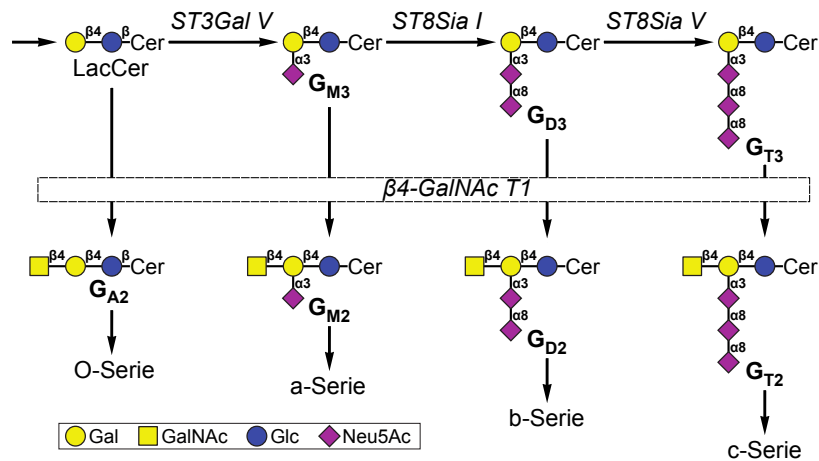 ST3Gal V ST8Sia I ST8Sia V
β4 β Cer β4 Cer β4 Cer β4 Cer
LacCer α3 α3 α3
GM3 α8 α8
GD3 α8
GT3
β4-GalNAc T1
β4 β4 β Cer β4 β4 Cer β4 β4 Cer β4 β4 Cer
GA2 α3 α3 α3
GM2 α8 α8
GD2 α8
O-Serie GT2
a-Serie
b-Serie
Gal GalNAc Glc Neu5Ac
c-Serie